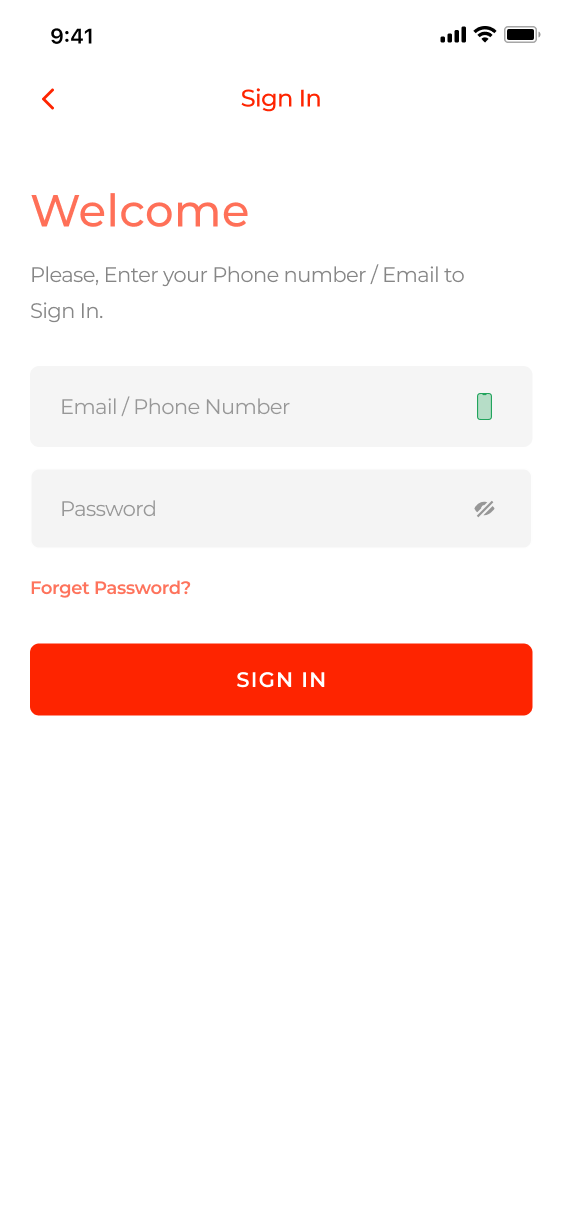 9:41
Sign In
Welcome
Please, Enter your Phone number / Email to
Sign In.
Email / Phone Number
Password
Forget Password?
SIGN IN